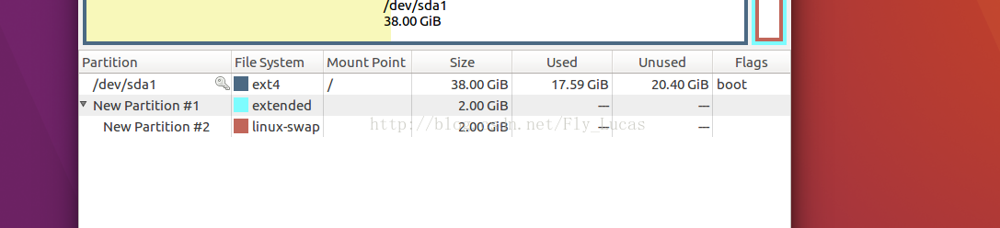 /dev/sda1
38.00 GiB
Partition File System Mount Point Size Used Unused Flags
/dev/sda1 ext4 / 38.00 GiB 17.59 GiB 20.40 GiB boot
New Partition #1 extended 2.00 GiB --- ---
New Partition #2 linux-swap 2.00 GiB --- ---
http://blog.csdn.net/Fly_Lucas